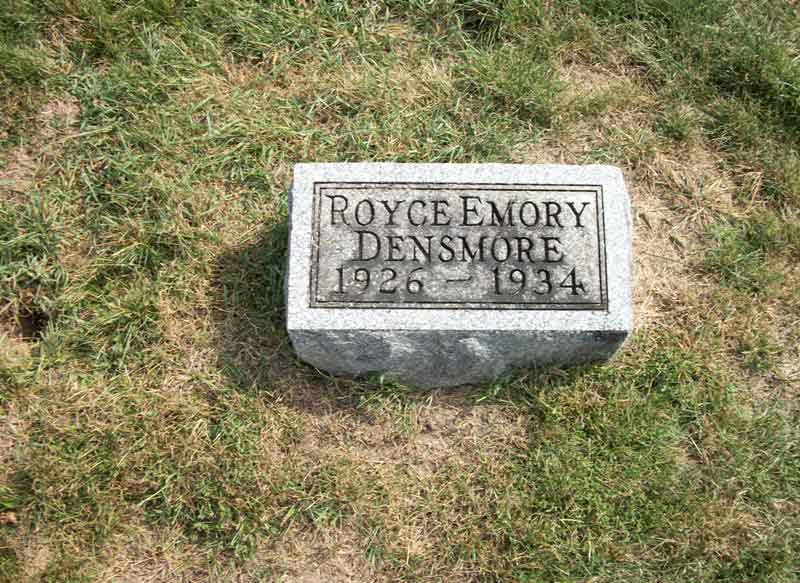 ROYCE EMORY
DENSMORE
1926 – 1934